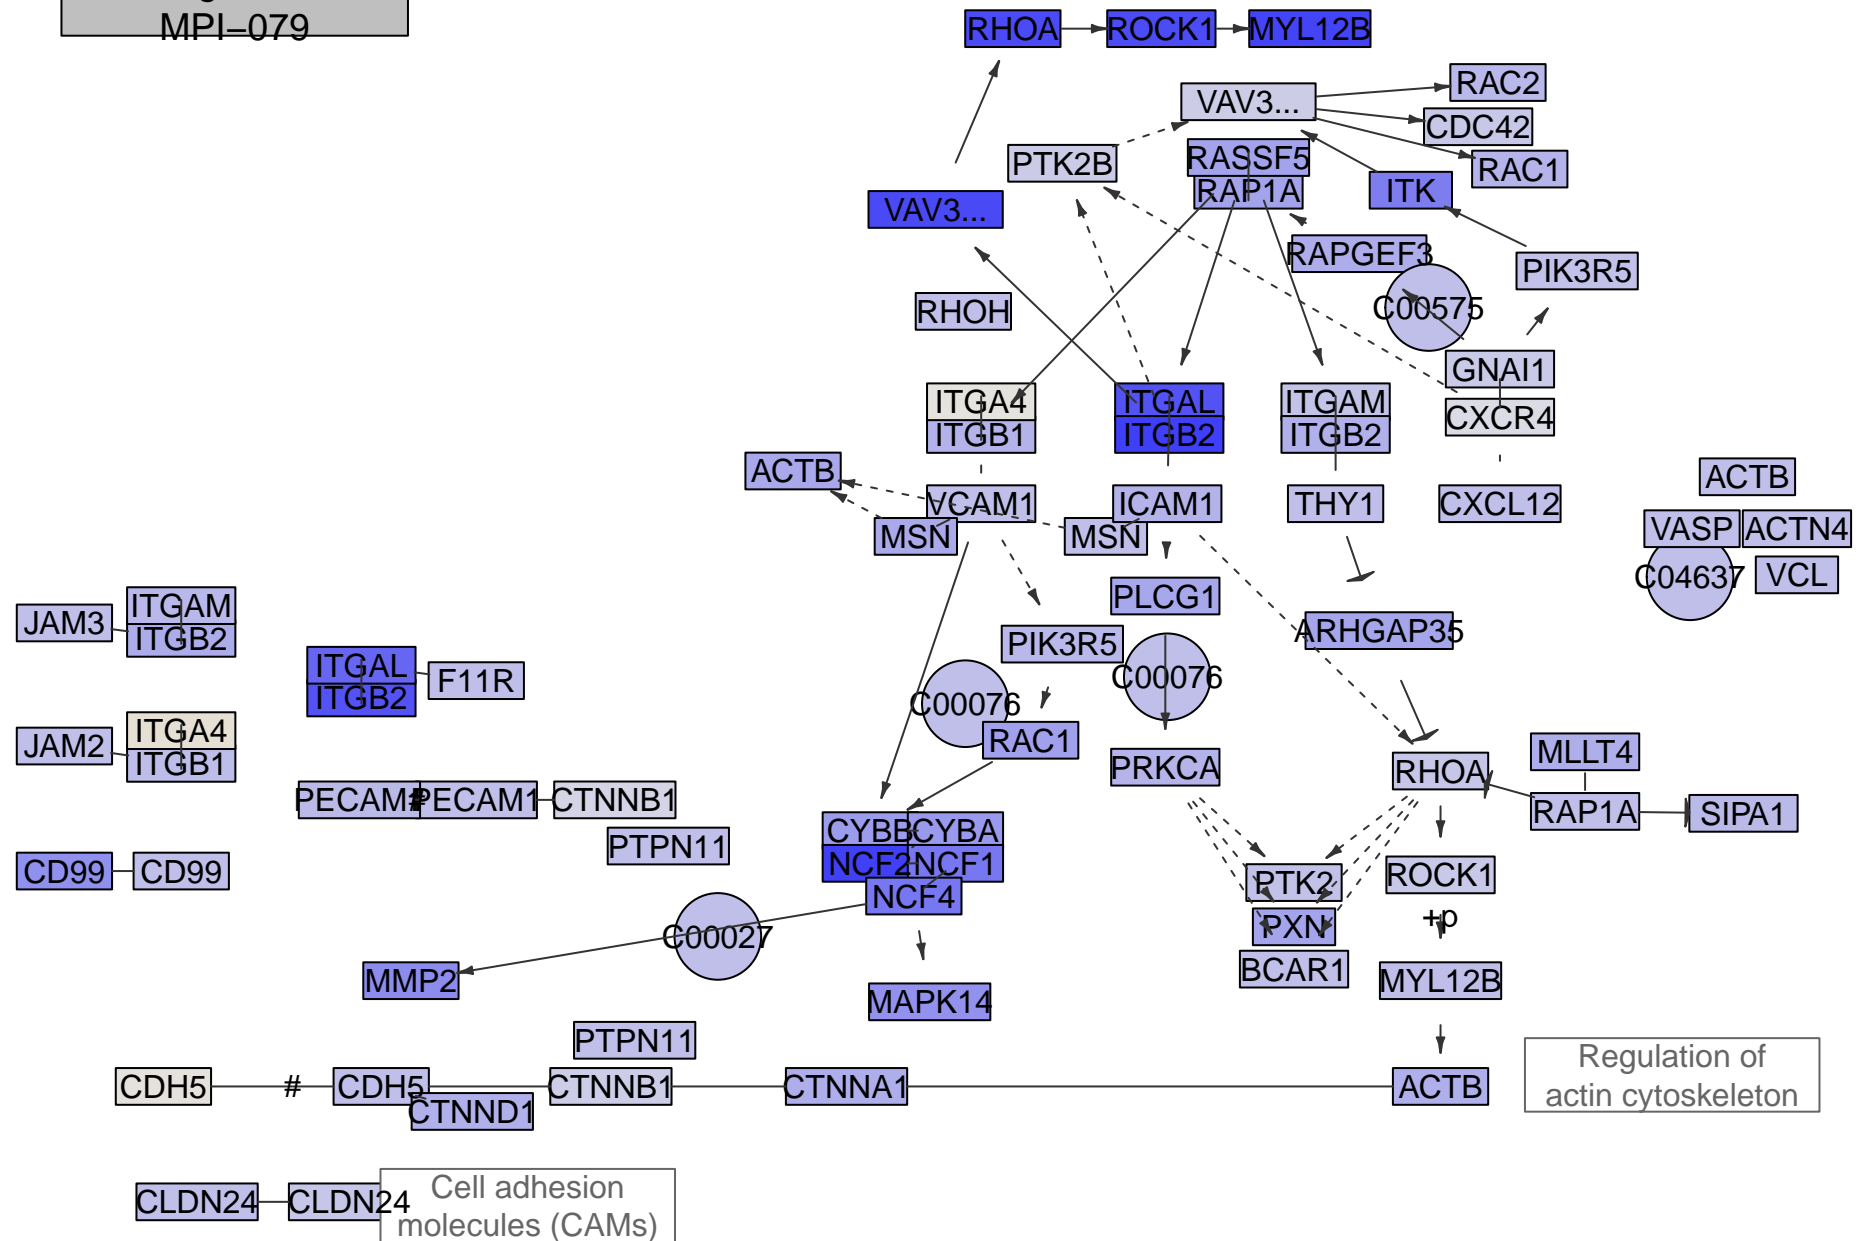 MPI−079
RHOA
ROCK1
MYL12B
VAV3...
RAC2
CDC42
RAC1
PTK2B
RASSF5
RAP1A
ITK
VAV3...
RAPGEF3
PIK3R5
RHOH
C00575
GNAI1
ITGA4
ITGB1
ITGAL
ITGB2
ITGAM
ITGB2
CXCR4
ACTB
VCAM1
ICAM1
THY1
CXCL12
ACTB
MSN
MSN
VASP
ACTN4
C04637
VCL
PLCG1
JAM3
ITGAM
ITGB2
ARHGAP35
PIK3R5
ITGAL
ITGB2
F11R
C00076
C00076
JAM2
ITGA4
ITGB1
RAC1
PRKCA
RHOA
MLLT4
RAP1A
SIPA1
PECAM1
#
PECAM1
CTNNB1
PTPN11
CYBB
CYBA
NCF2
NCF1
NCF4
CD99
CD99
PTK2
ROCK1
+p
PXN
BCAR1
C00027
MMP2
MYL12B
MAPK14
PTPN11
CDH5
#
CDH5
CTNND1
CTNNB1
CTNNA1
ACTB
Regulation of
actin cytoskeleton
CLDN24
CLDN24
Cell adhesion
molecules (CAMs)